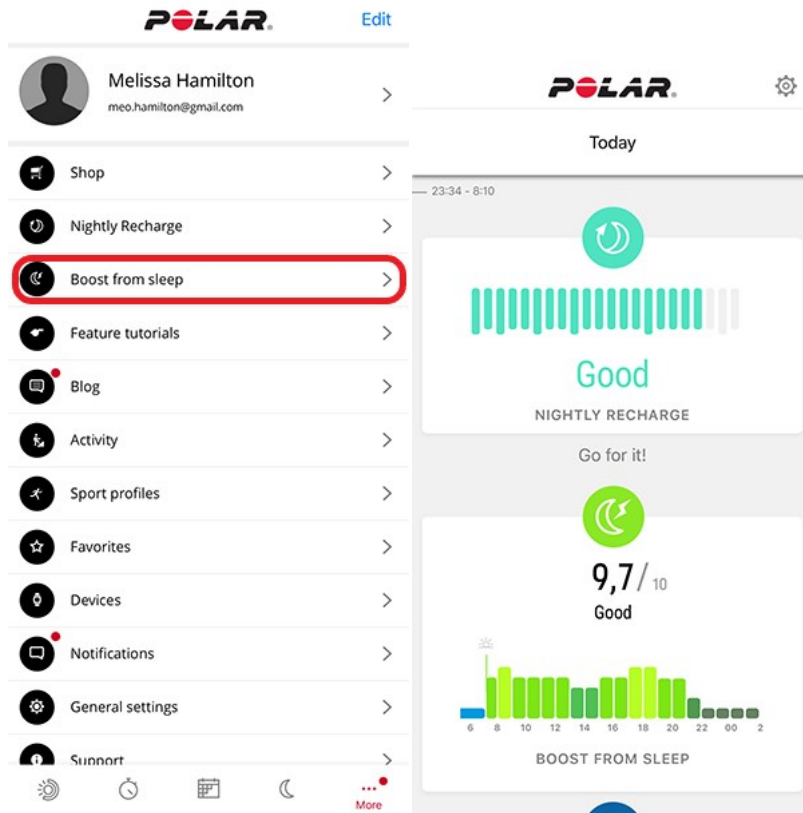 POLAR.
Edit
Melissa Hamilton
meo.hamilton@gmail.com
Shop
Nightly Recharge
Boost from sleep
Feature tutorials
Blog
Activity
Sport profiles
Favorites
Devices
Notifications
General settings
Support
More
POLAR.
Today
23:34 - 8:10
Good
NIGHTLY RECHARGE
Go for it!
9,7/10
Good
6 8 10 12 14 16 18 20 22 00 2
BOOST FROM SLEEP